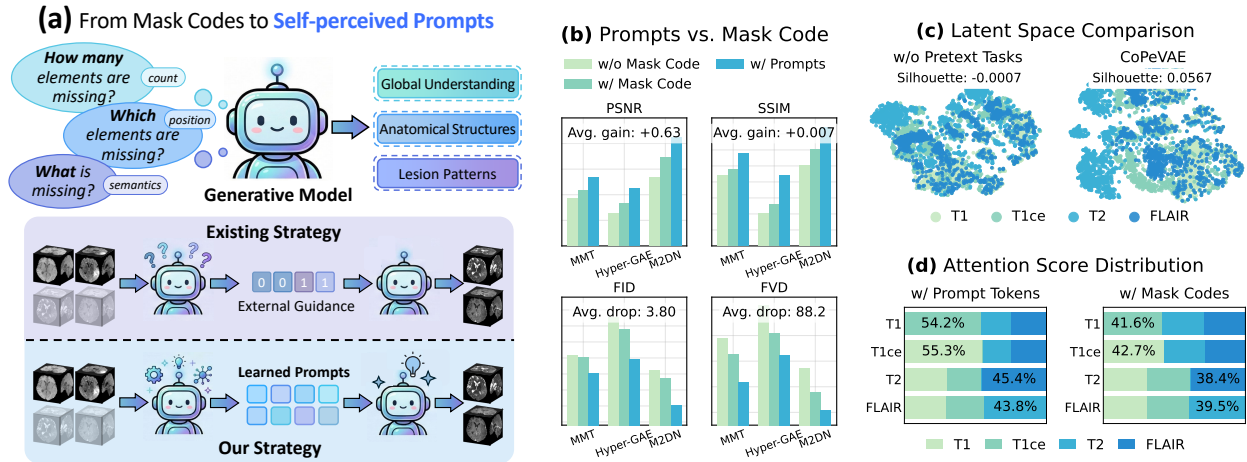 (a) From Mask Codes to Self-perceived Prompts
How many
elements are
missing?
count
Which
elements are
missing?
position
What is
missing?
semantics
Generative Model
Global Understanding
Anatomical Structures
Lesion Patterns
Existing Strategy
? ? ? ?
0 0 1 1
External Guidance
Learned Prompts
Our Strategy
(b) Prompts vs. Mask Code
w/o Mask Code
w/ Prompts
w/ Mask Code
PSNR
Avg. gain: +0.63
MMT
Hyper-GAE
M2DN
SSIM
Avg. gain: +0.007
MMT
Hyper-GAE
M2DN
FID
Avg. drop: 3.80
MMT
Hyper-GAE
M2DN
FVD
Avg. drop: 88.2
MMT
Hyper-GAE
M2DN
(c) Latent Space Comparison
w/o Pretext Tasks
Silhouette: -0.0007
CoPeVAE
Silhouette: 0.0567
T1 T1ce T2 FLAIR
(d) Attention Score Distribution
w/ Prompt Tokens
T1 54.2%
T1ce 55.3%
T2 45.4%
FLAIR 43.8%
w/ Mask Codes
T1 41.6%
T1ce 42.7%
T2 38.4%
FLAIR 39.5%
T1 T1ce T2 FLAIR